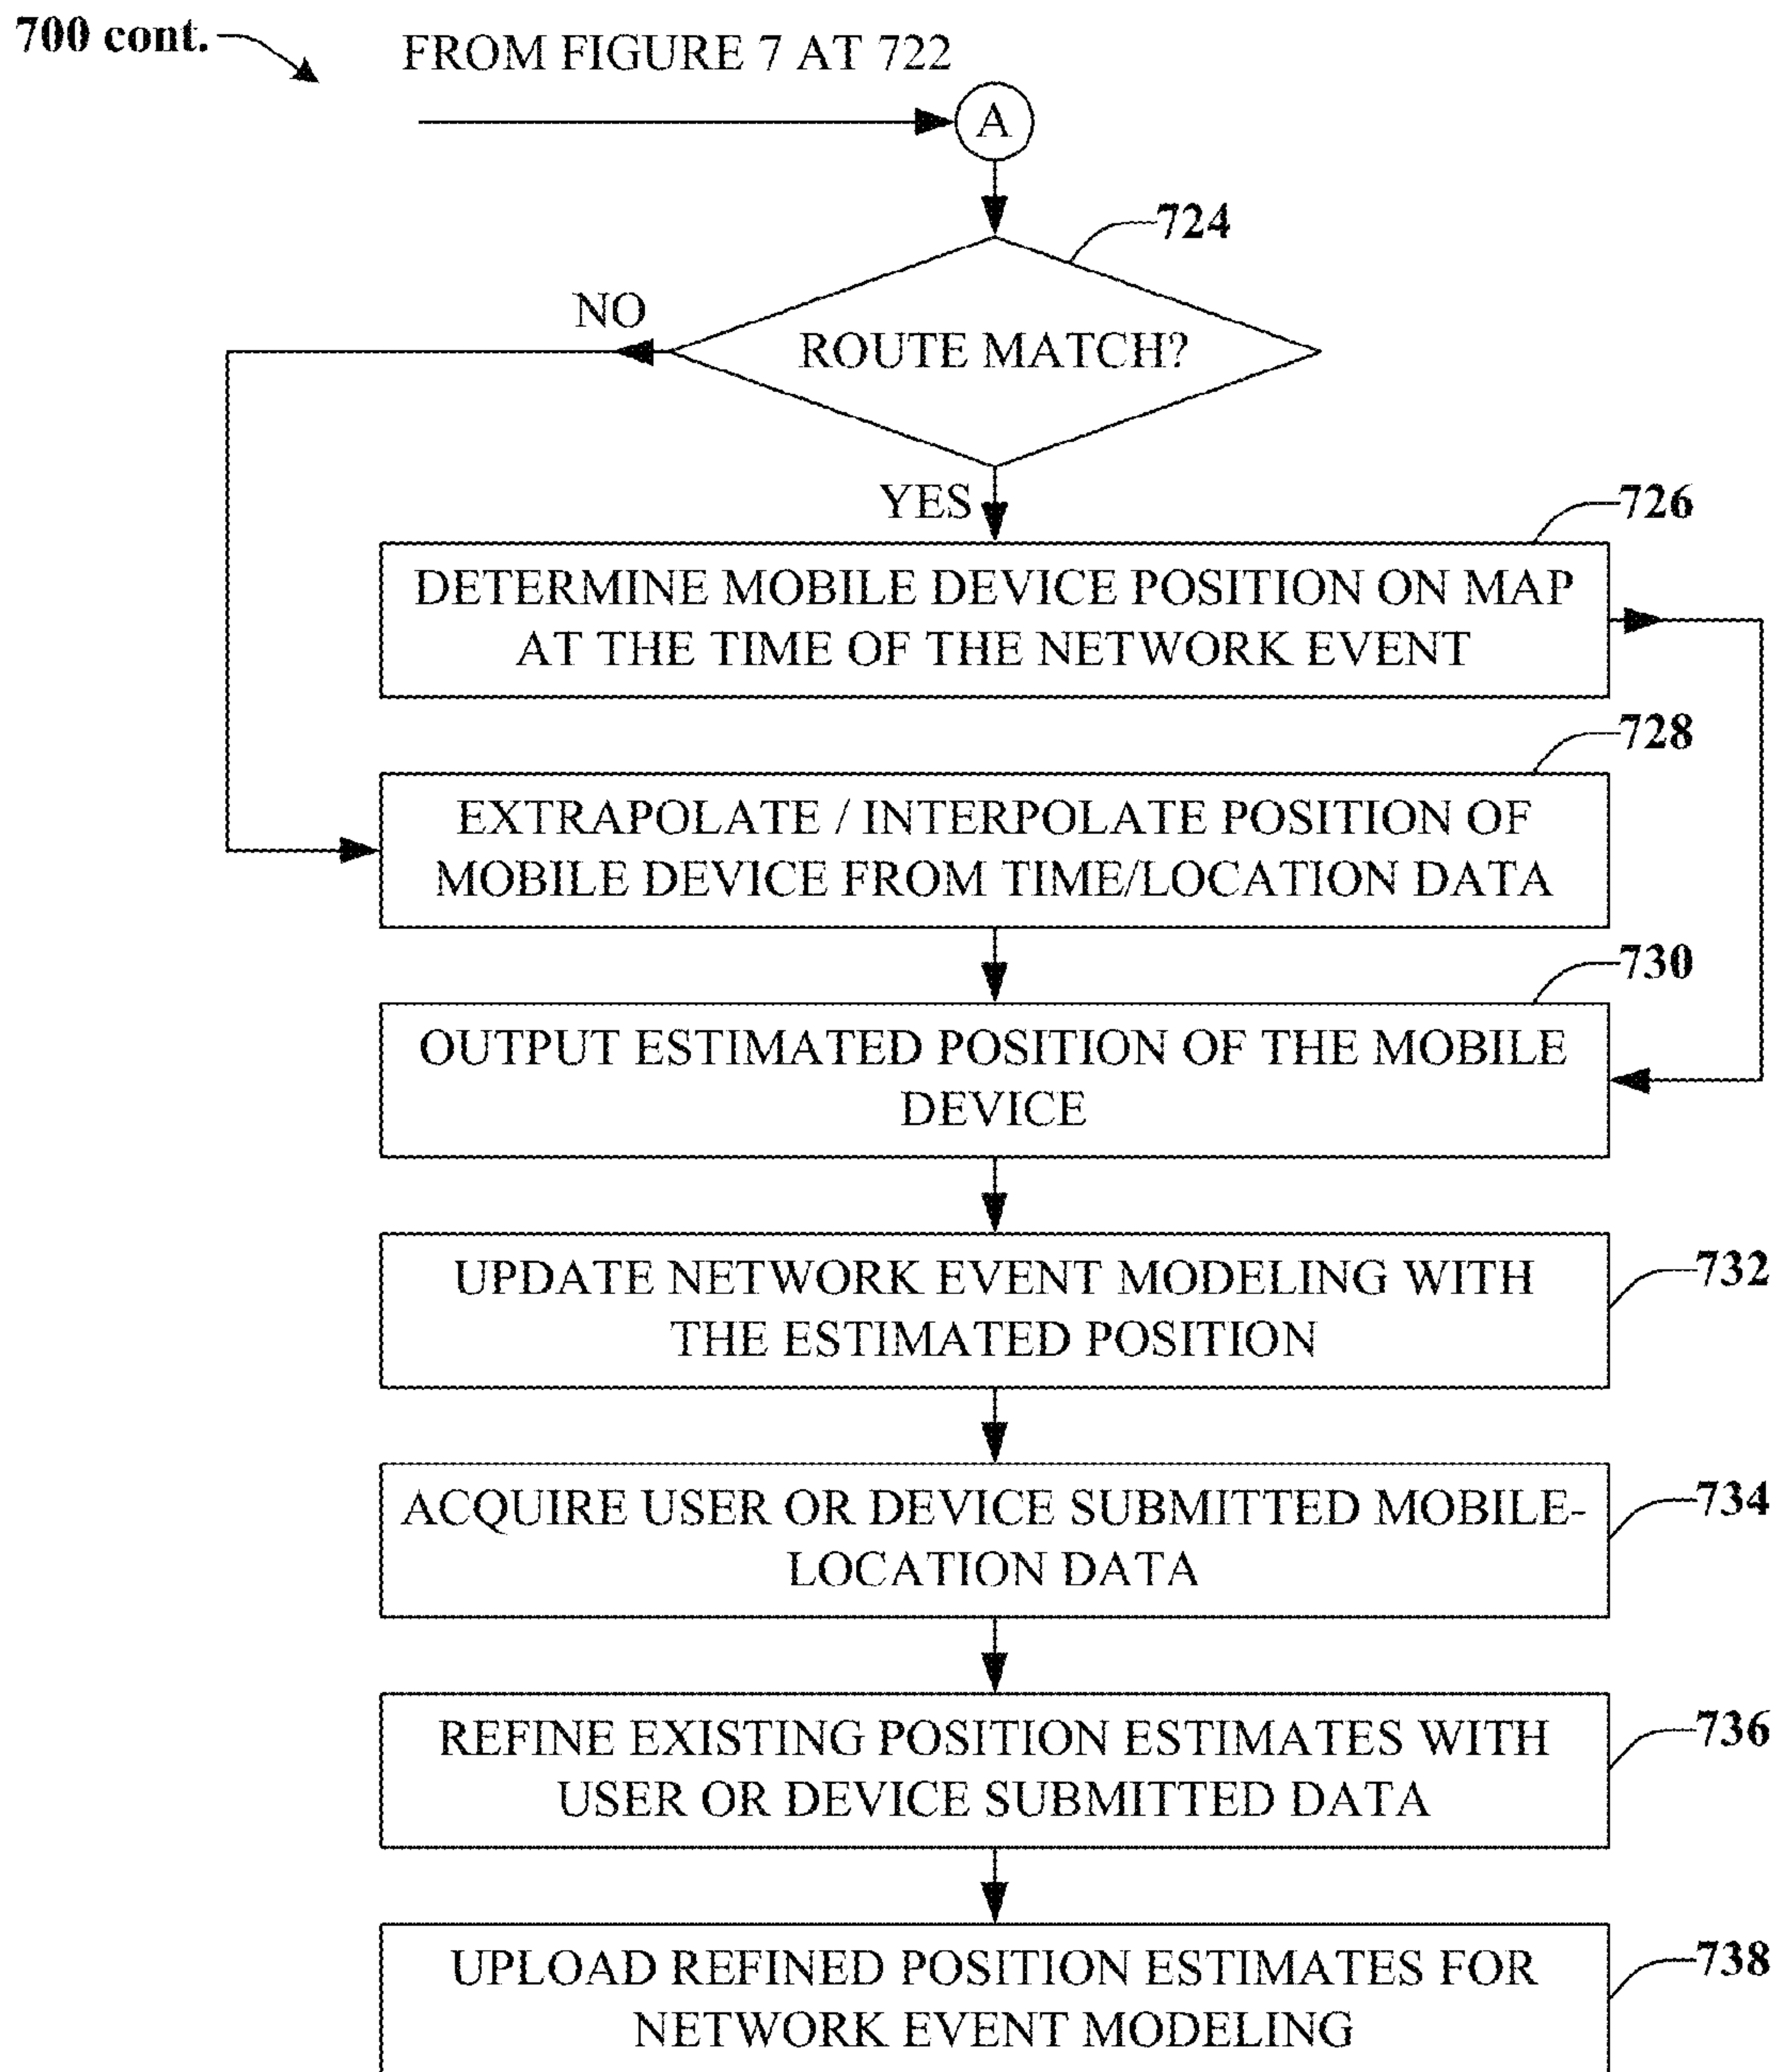 700 cont.
FROM FIGURE 7 AT 722
A
724
NO
ROUTE MATCH?
YES
726
DETERMINE MOBILE DEVICE POSITION ON MAP
AT THE TIME OF THE NETWORK EVENT
728
EXTRAPOLATE / INTERPOLATE POSITION OF
MOBILE DEVICE FROM TIME/LOCATION DATA
730
OUTPUT ESTIMATED POSITION OF THE MOBILE
DEVICE
UPDATE NETWORK EVENT MODELING WITH
THE ESTIMATED POSITION
732
ACQUIRE USER OR DEVICE SUBMITTED MOBILE-
LOCATION DATA
734
REFINE EXISTING POSITION ESTIMATES WITH
USER OR DEVICE SUBMITTED DATA
736
UPLOAD REFINED POSITION ESTIMATES FOR
NETWORK EVENT MODELING
738